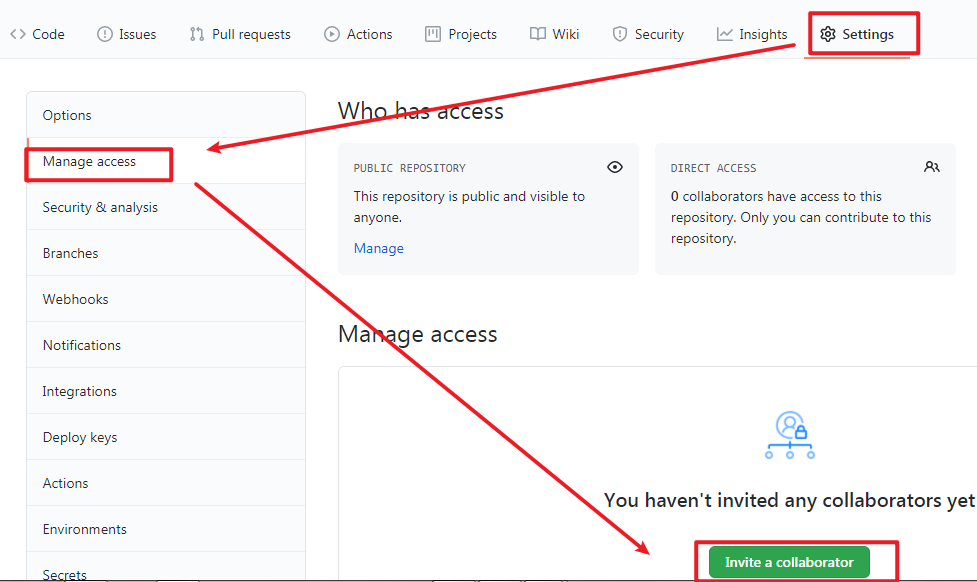 Code Issues Pull requests Actions Projects Wiki Security Insights Settings
Options
Manage access
Security & analysis
Branches
Webhooks
Notifications
Integrations
Deploy keys
Actions
Environments
Secrets
Who has access
PUBLIC REPOSITORY
This repository is public and visible to
anyone.
Manage
DIRECT ACCESS
0 collaborators have access to this
repository. Only you can contribute to this
repository.
Manage access
You haven't invited any collaborators yet
Invite a collaborator